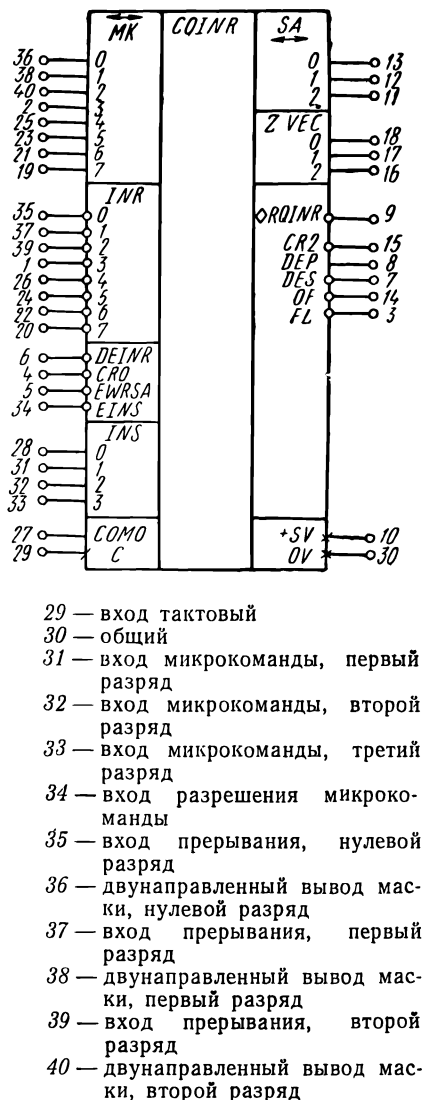 MK CQINR SA
36 0 0 13
38 1 1 12
40 2 2 11
2 3
25 4 Z VEC
23 5 0 18
21 6 1 17
19 7 2 16
INR
35 0 ◇RQINR 9
37 1
39 2 CR2 15
1 3 DEP 8
26 4 DES 7
24 5 OF 14
22 6 FL 3
20 7
6 DEINR
4 CRO
5 EWRSA
34 EINS
INS
28 0
31 1
32 2
33 3
27 COMO +5V 10
29 C 0V 30
29 — вход тактовый
30 — общий
31 — вход микрокоманды, первый
разряд
32 — вход микрокоманды, второй
разряд
33 — вход микрокоманды, третий
разряд
34 — вход разрешения микроко-
манды
35 — вход прерывания, нулевой
разряд
36 — двунаправленный вывод мас-
ки, нулевой разряд
37 — вход прерывания, первый
разряд
38 — двунаправленный вывод мас-
ки, первый разряд
39 — вход прерывания, второй
разряд
40 — двунаправленный вывод мас-
ки, второй разряд